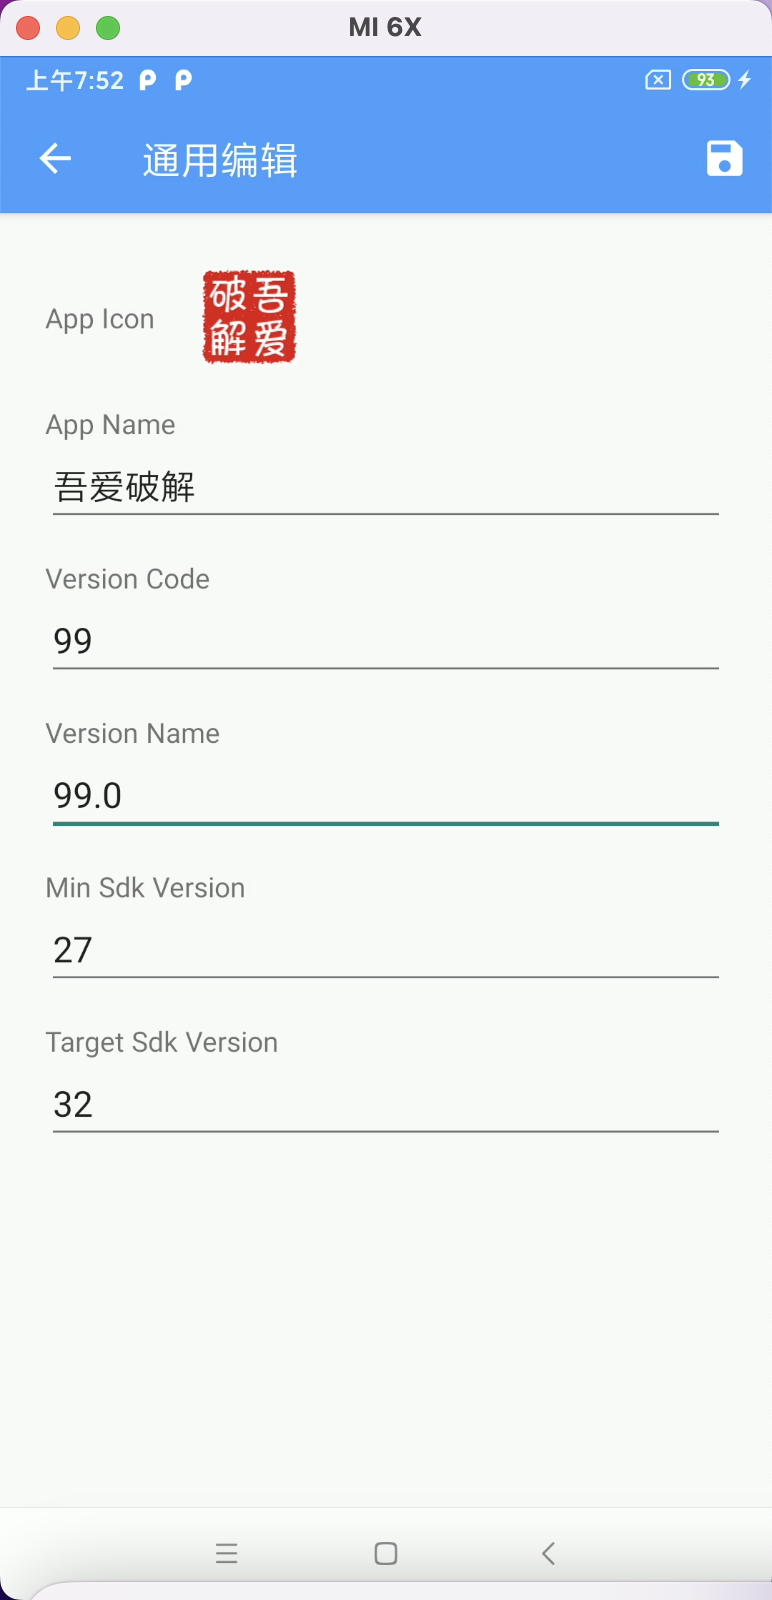 MI 6X
上午7:52
93
通用编辑
App Icon
破吾
解爱
App Name
吾爱破解
Version Code
99
Version Name
99.0
Min Sdk Version
27
Target Sdk Version
32